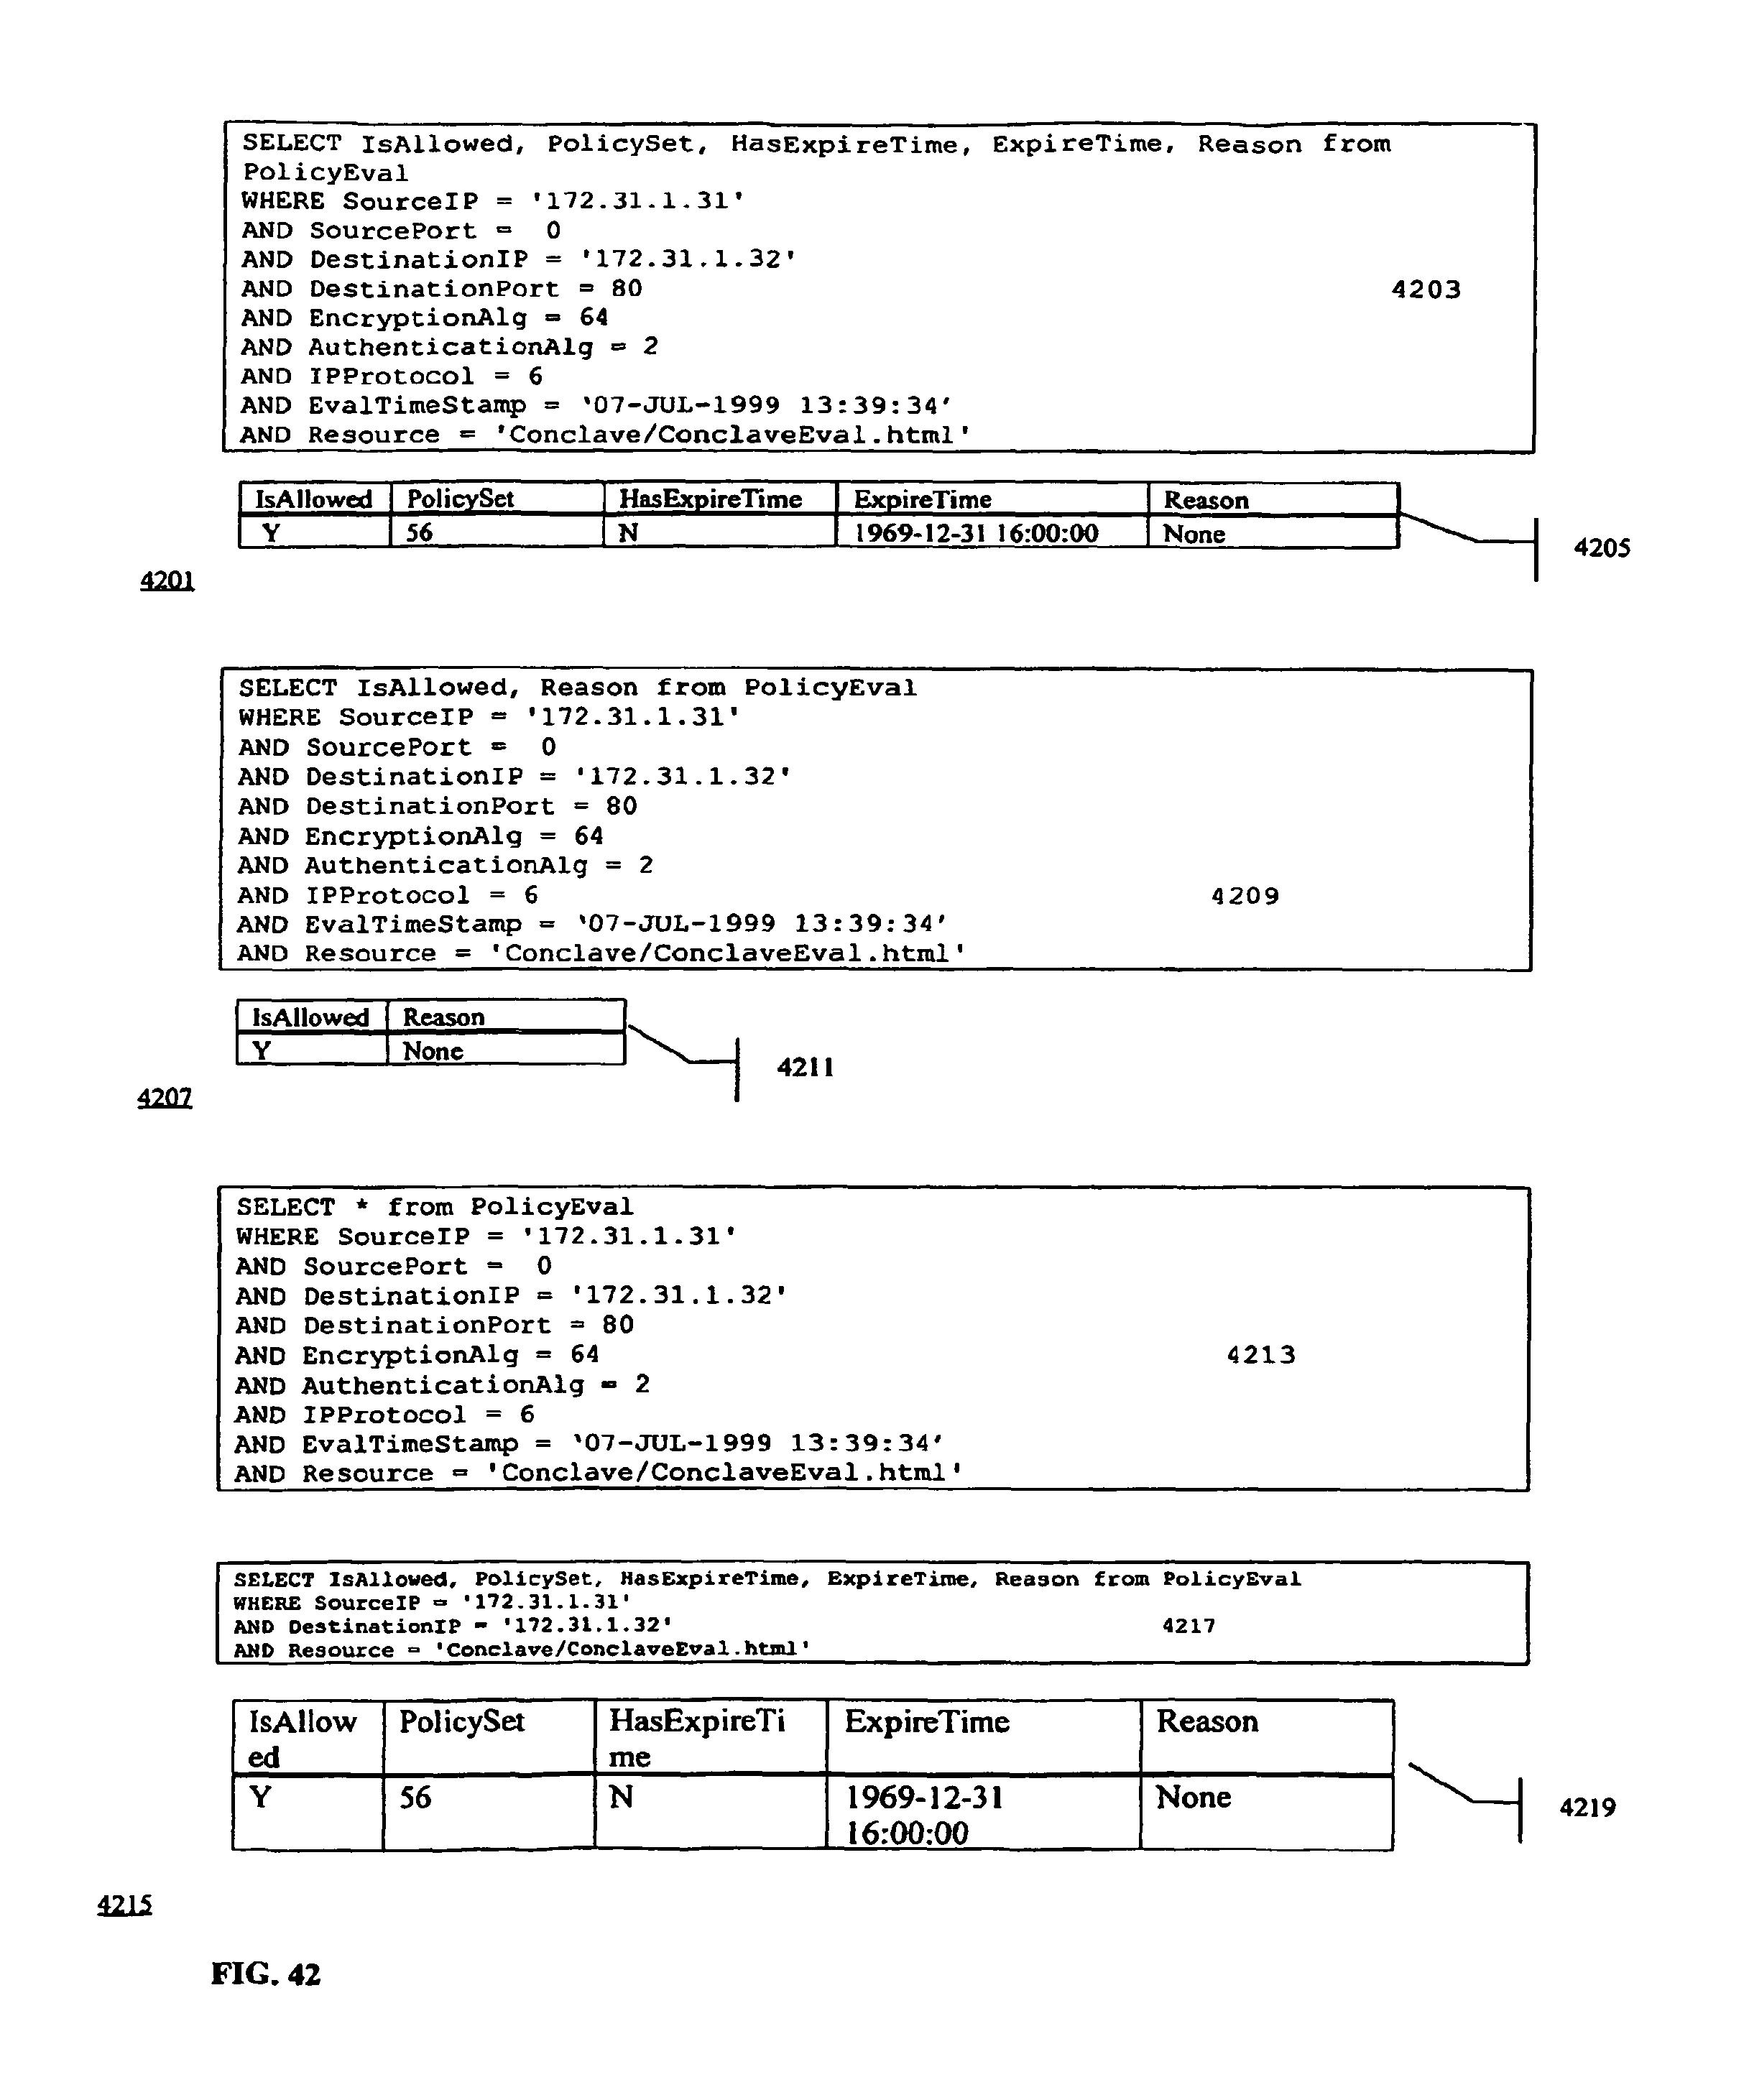 SELECT IsAllowed, PolicySet, HasExpireTime, ExpireTime, Reason from
PolicyEval
WHERE SourceIP = '172.31.1.31'
AND SourcePort =  0
AND DestinationIP = '172.31.1.32'
AND DestinationPort = 80 4203
AND EncryptionAlg = 64
AND AuthenticationAlg = 2
AND IPProtocol = 6
AND EvalTimeStamp = '07-JUL-1999 13:39:34'
AND Resource = 'Conclave/ConclaveEval.html'
IsAllowed PolicySet HasExpireTime ExpireTime Reason
Y 56 N 1969-12-31 16:00:00 None
4205
4201
SELECT IsAllowed, Reason from PolicyEval
WHERE SourceIP = '172.31.1.31'
AND SourcePort =  0
AND DestinationIP = '172.31.1.32'
AND DestinationPort = 80
AND EncryptionAlg = 64
AND AuthenticationAlg = 2
AND IPProtocol = 6 4209
AND EvalTimeStamp = '07-JUL-1999 13:39:34'
AND Resource = 'Conclave/ConclaveEval.html'
IsAllowed Reason
Y None
4211
4207
SELECT * from PolicyEval
WHERE SourceIP = '172.31.1.31'
AND SourcePort =  0
AND DestinationIP = '172.31.1.32'
AND DestinationPort = 80
AND EncryptionAlg = 64 4213
AND AuthenticationAlg = 2
AND IPProtocol = 6
AND EvalTimeStamp = '07-JUL-1999 13:39:34'
AND Resource = 'Conclave/ConclaveEval.html'
SELECT IsAllowed, PolicySet, HasExpireTime, ExpireTime, Reason from PolicyEval
WHERE SourceIP = '172.31.1.31'
AND DestinationIP = '172.31.1.32' 4217
AND Resource = 'Conclave/ConclaveEval.html'
IsAllow PolicySet HasExpireTi ExpireTime Reason
ed me
Y 56 N 1969-12-31 None
16:00:00
4219
4215
FIG. 42